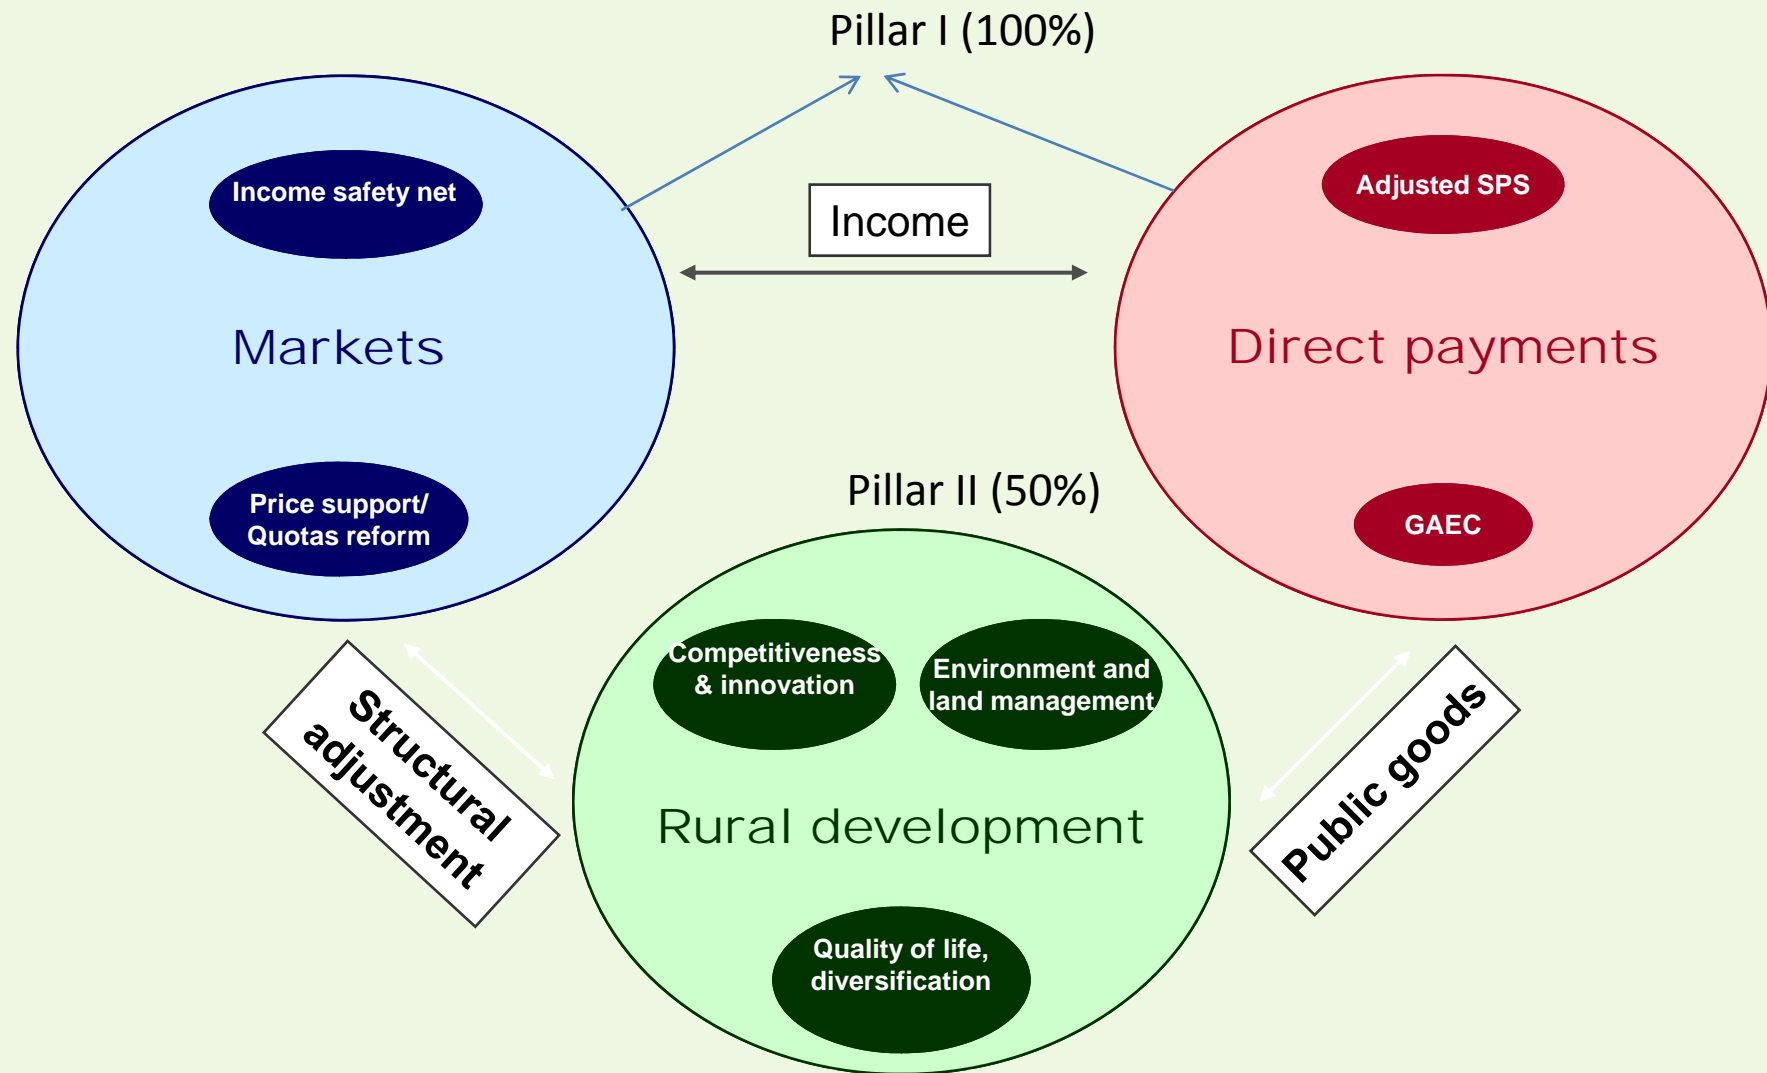 Pillar I (100%)
Income safety net
Adjusted SPS
Income
Markets
Direct payments
Price support/
Quotas reform
Pillar II (50%)
GAEC
Competitiveness
& innovation
Environment and
land management
Structural
adjustment
Public goods
Rural development
Quality of life,
diversification